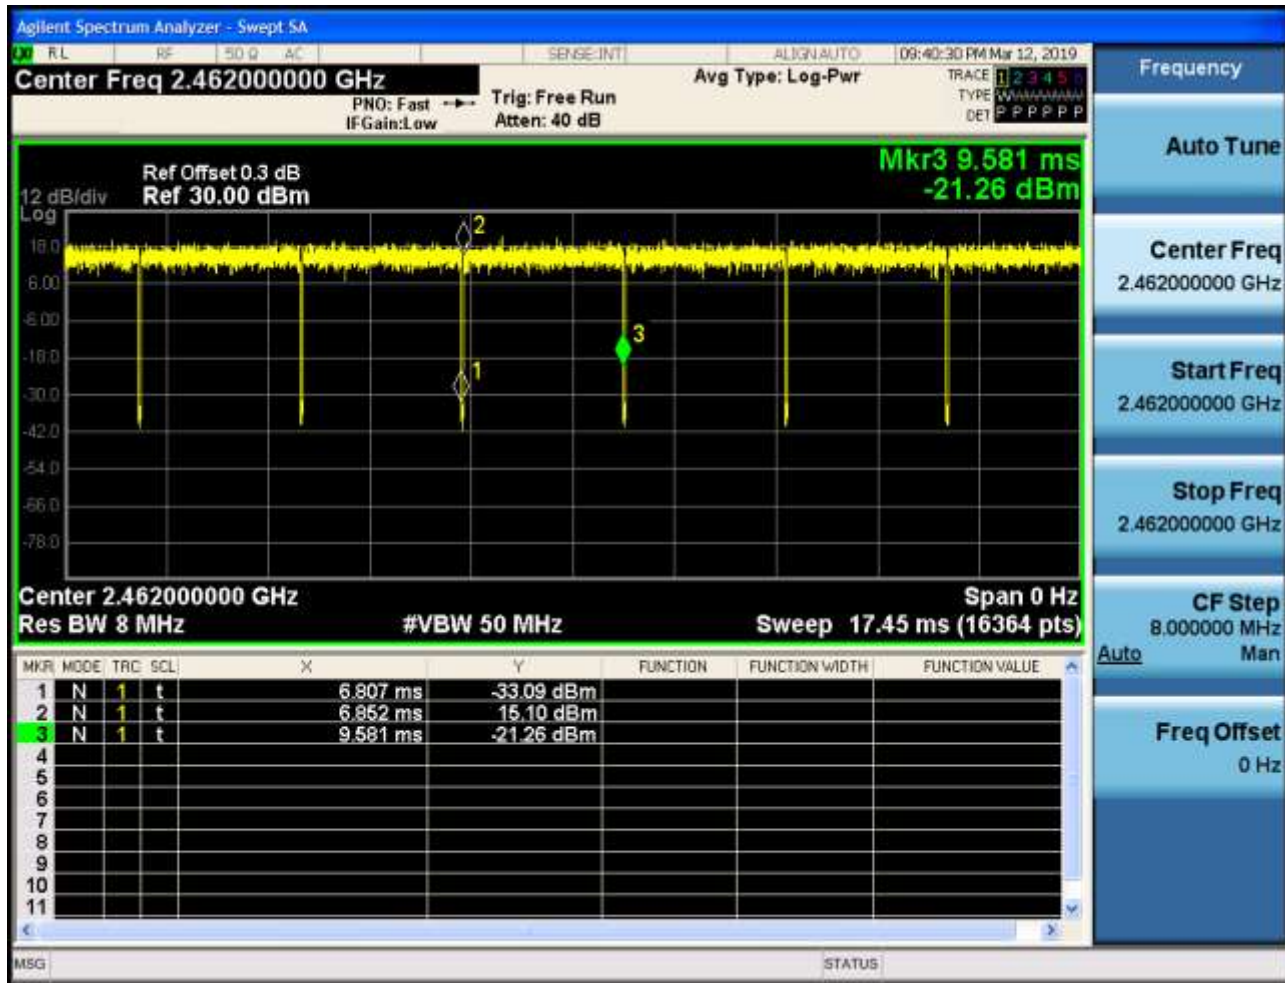 Agilent Spectrum Analyzer - Swept SA
LXI RL RF 50 Ω AC SENSE:INT ALIGN AUTO 09:40:30 PM Mar 12, 2019
Center Freq 2.462000000 GHz
PNO: Fast
IFGain:Low
Trig: Free Run
Atten: 40 dB
Avg Type: Log-Pwr
TRACE 1 2 3 4 5 6
TYPE W
DET P P P P P P
Mkr3 9.581 ms
-21.26 dBm
Ref Offset 0.3 dB
12 dB/div Ref 30.00 dBm
Log
18.0
6.00
-6.00
-18.0
-30.0
-42.0
-54.0
-66.0
-78.0
2
3
1
Center 2.462000000 GHz Span 0 Hz
Res BW 8 MHz #VBW 50 MHz Sweep 17.45 ms (16364 pts)
MKR MODE TRC SCL X Y FUNCTION FUNCTION WIDTH FUNCTION VALUE
1 N 1 t 6.807 ms -33.09 dBm
2 N 1 t 6.852 ms 15.10 dBm
3 N 1 t 9.581 ms -21.26 dBm
4
5
6
7
8
9
10
11
MSG STATUS
Frequency
Auto Tune
Center Freq
2.462000000 GHz
Start Freq
2.462000000 GHz
Stop Freq
2.462000000 GHz
CF Step
8.000000 MHz
Auto Man
Freq Offset
0 Hz